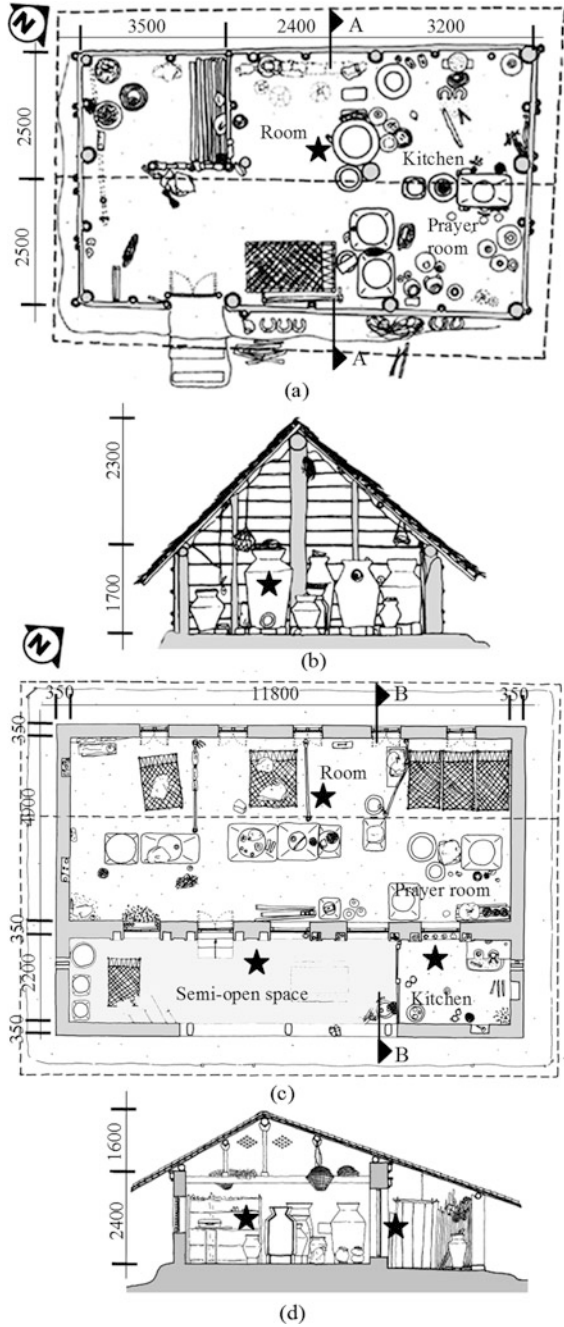 3500 2400 A 3200
N
2500
Room
Kitchen
2500
Prayer
room
A
(a)
2300
1700
(b)
N
350 11800 B 350
350
Room
4900
Prayer room
350
2200
Semi-open space
Kitchen
350
B
(c)
1600
2400
(d)